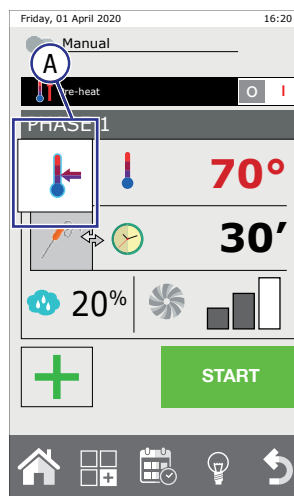 Friday, 01 April 2020 16:20
Manual
A
re-heat O I
PHASE 1
70°
30’
20%
START